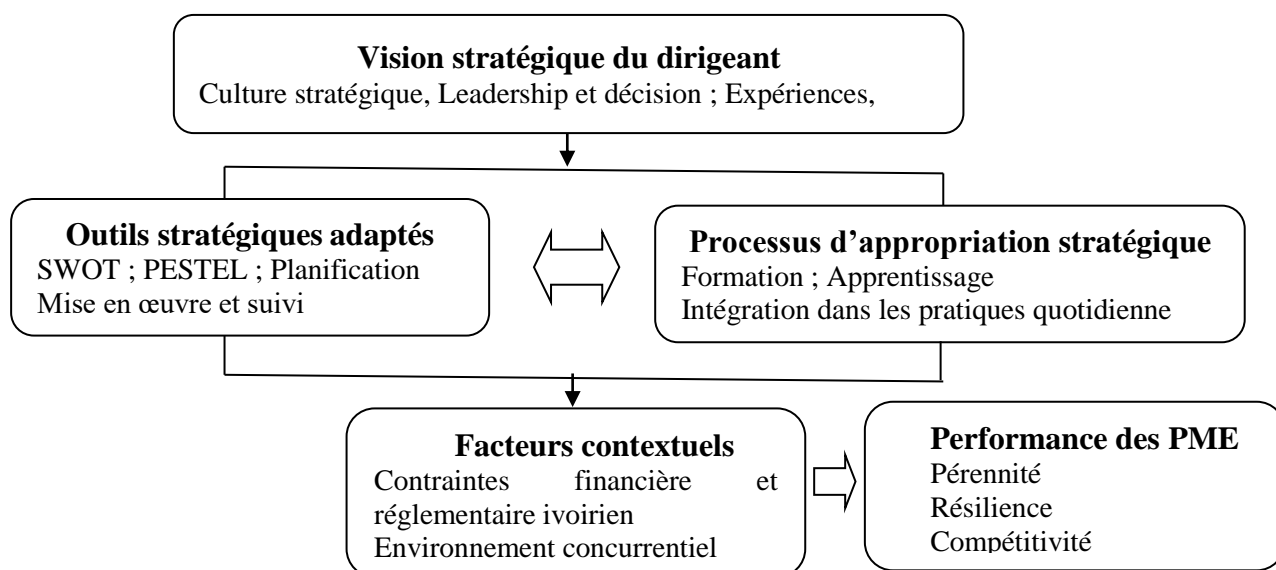 Vision stratégique du dirigeant
Culture stratégique, Leadership et décision ; Expériences,
Outils stratégiques adaptés
SWOT ; PESTEL ; Planification
Mise en œuvre et suivi
Processus d’appropriation stratégique
Formation ; Apprentissage
Intégration dans les pratiques quotidienne
Facteurs contextuels
Contraintes financière et
réglementaire ivoirien
Environnement concurrentiel
Performance des PME
Pérennité
Résilience
Compétitivité